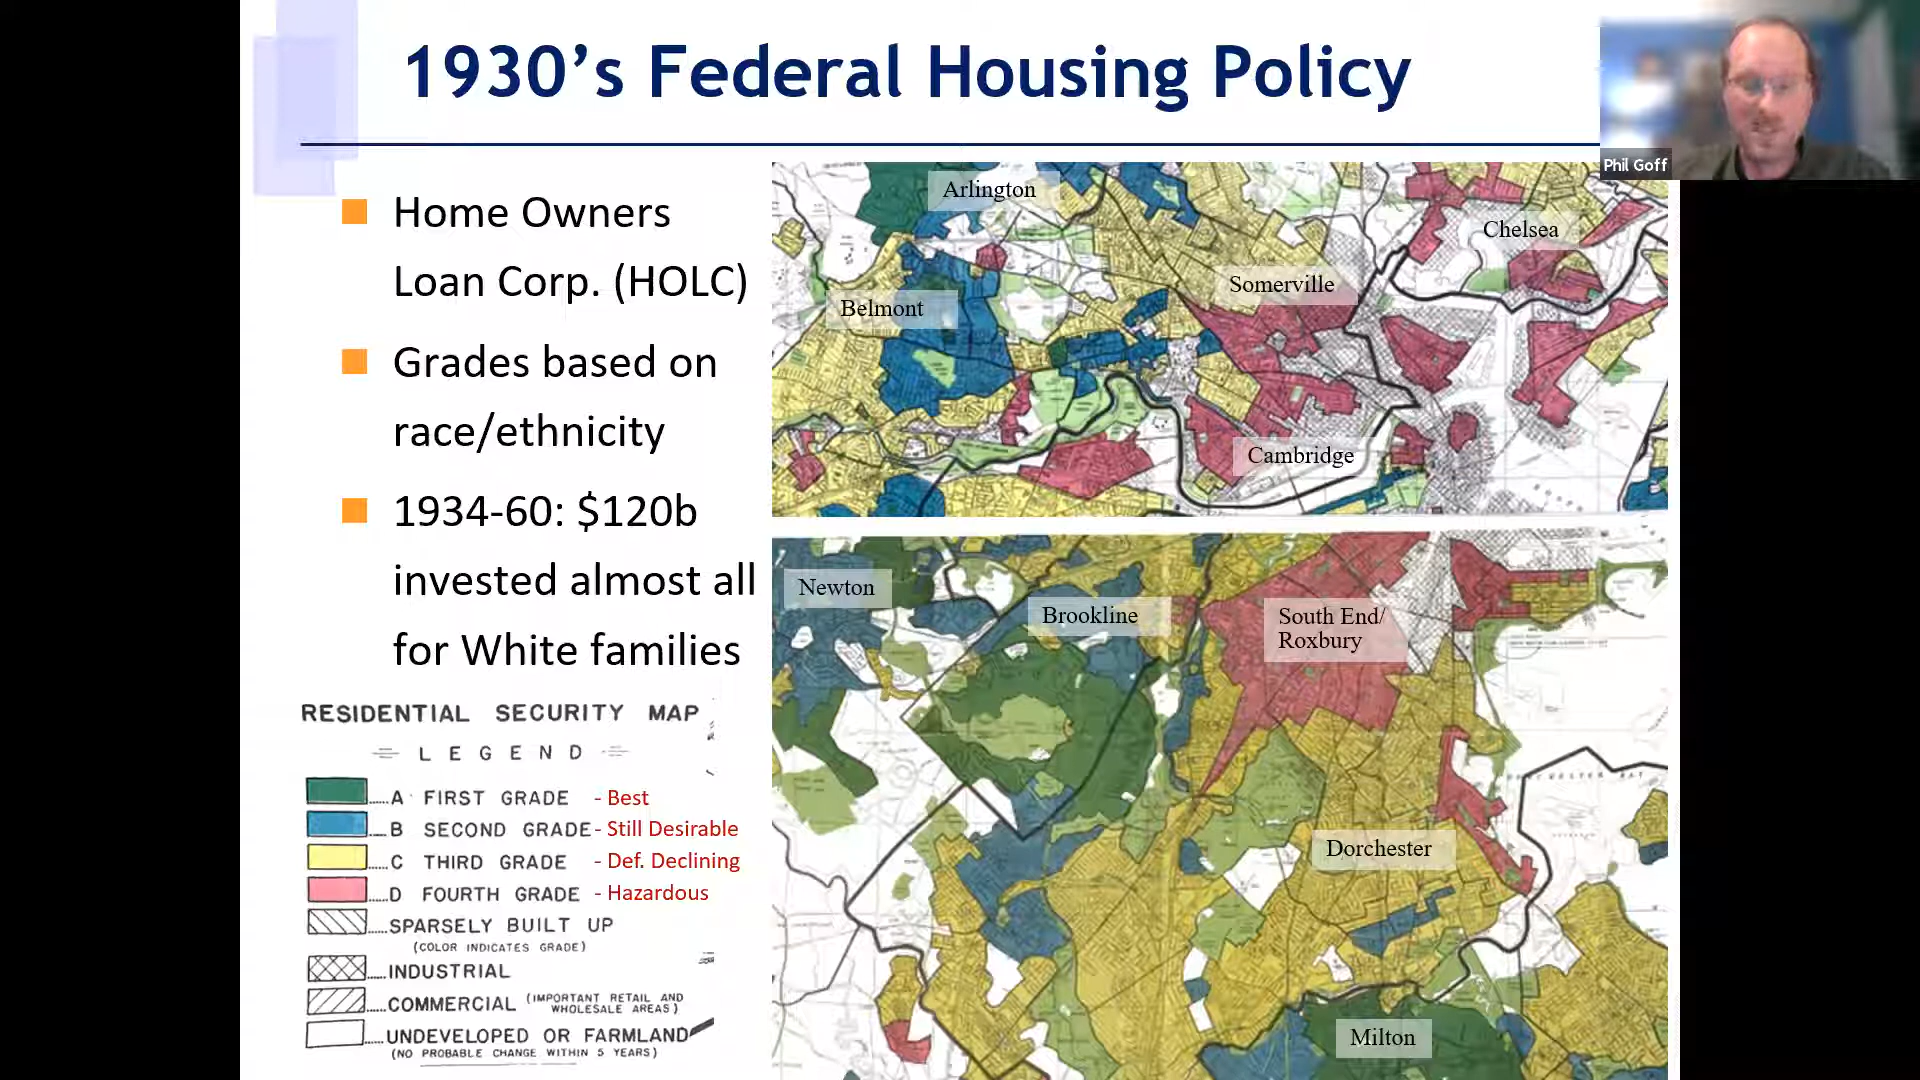 1930’s Federal Housing Policy
Phil Goff
Home Owners
Loan Corp. (HOLC)
Grades based on
race/ethnicity
1934-60: $120b
invested almost all
for White families
RESIDENTIAL SECURITY MAP
LEGEND
A FIRST GRADE - Best
B SECOND GRADE - Still Desirable
C THIRD GRADE - Def. Declining
D FOURTH GRADE - Hazardous
SPARSELY BUILT UP
(COLOR INDICATES GRADE)
INDUSTRIAL
COMMERCIAL (IMPORTANT RETAIL AND
WHOLESALE AREAS)
UNDEVELOPED OR FARMLAND
(NO PROBABLE CHANGE WITHIN 5 YEARS)
Arlington
Chelsea
Somerville
Belmont
Cambridge
Newton
Brookline
South End/
Roxbury
Dorchester
Milton